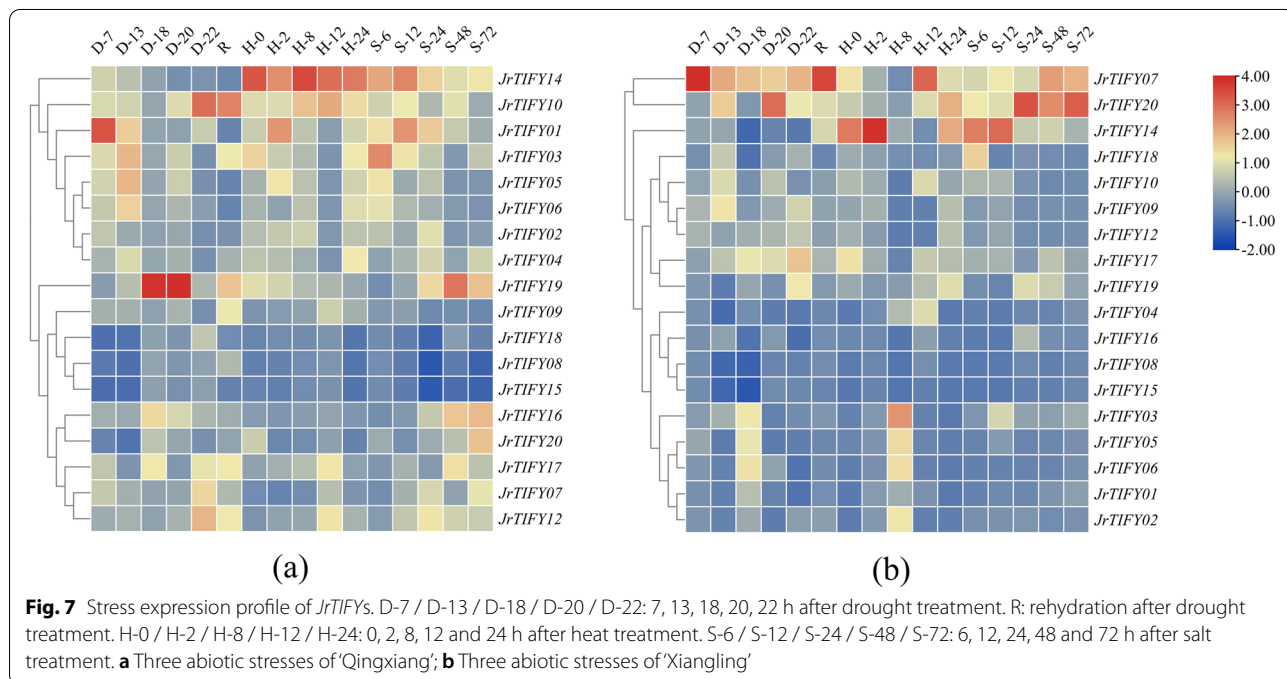 D-7 D-13 D-18 D-20 D-22 R H-0 H-2 H-8 H-12 H-24 S-6 S-12 S-24 S-48 S-72
JrTIFY14
JrTIFY10
JrTIFY01
JrTIFY03
JrTIFY05
JrTIFY06
JrTIFY02
JrTIFY04
JrTIFY19
JrTIFY09
JrTIFY18
JrTIFY08
JrTIFY15
JrTIFY16
JrTIFY20
JrTIFY17
JrTIFY07
JrTIFY12
(a)
D-7 D-13 D-18 D-20 D-22 R H-0 H-2 H-8 H-12 H-24 S-6 S-12 S-24 S-48 S-72
JrTIFY07
JrTIFY20
JrTIFY14
JrTIFY18
JrTIFY10
JrTIFY09
JrTIFY12
JrTIFY17
JrTIFY19
JrTIFY04
JrTIFY16
JrTIFY08
JrTIFY15
JrTIFY03
JrTIFY05
JrTIFY06
JrTIFY01
JrTIFY02
(b)
4.00
3.00
2.00
1.00
0.00
-1.00
-2.00
Fig. 7 Stress expression profile of JrTIFYs. D-7 / D-13 / D-18 / D-20 / D-22: 7, 13, 18, 20, 22 h after drought treatment. R: rehydration after drought
treatment. H-0 / H-2 / H-8 / H-12 / H-24: 0, 2, 8, 12 and 24 h after heat treatment. S-6 / S-12 / S-24 / S-48 / S-72: 6, 12, 24, 48 and 72 h after salt
treatment. a Three abiotic stresses of 'Qingxiang'; b Three abiotic stresses of 'Xiangling'